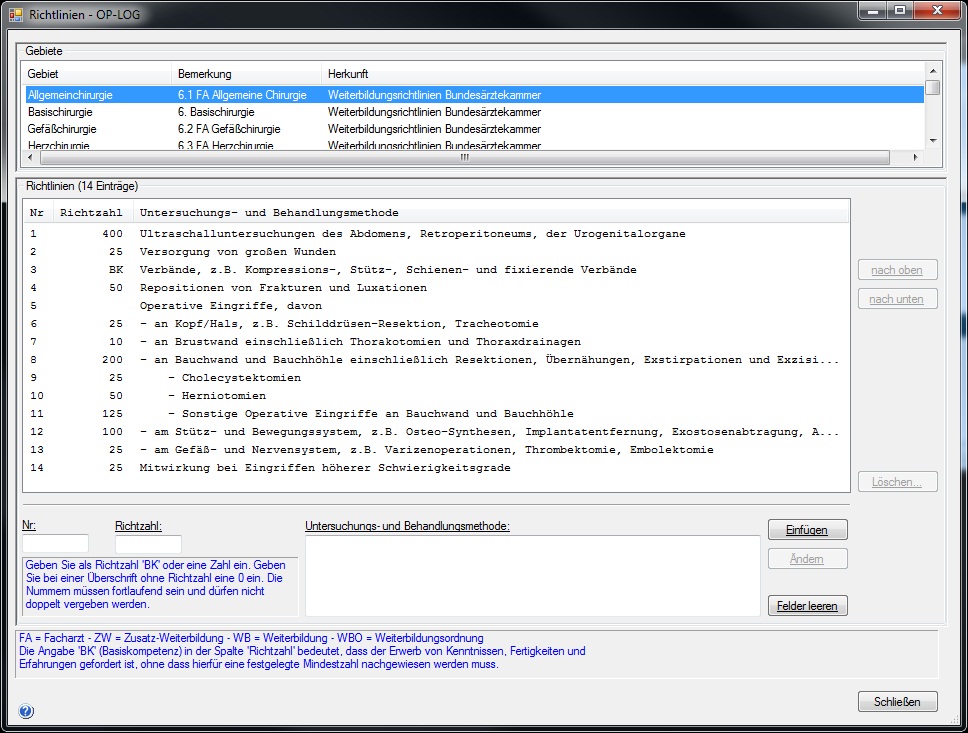 Richtlinien - OP-LOG
Gebiete
Gebiet Bemerkung Herkunft
Allgemeinchirurgie 6.1 FA Allgemeine Chirurgie Weiterbildungsrichtlinien Bundesärztekammer
Basischirurgie 6. Basischirurgie Weiterbildungsrichtlinien Bundesärztekammer
Gefäßchirurgie 6.2 FA Gefäßchirurgie Weiterbildungsrichtlinien Bundesärztekammer
Herzchirurgie 6.3 FA Herzchirurgie Weiterbildungsrichtlinien Bundesärztekammer
Richtlinien (14 Einträge)
Nr Richtzahl Untersuchungs- und Behandlungsmethode
1 400 Ultraschalluntersuchungen des Abdomens, Retroperitoneums, der Urogenitalorgane
2 25 Versorgung von großen Wunden
3 BK Verbände, z.B. Kompressions-, Stütz-, Schienen- und fixierende Verbände
4 50 Repositionen von Frakturen und Luxationen
5 Operative Eingriffe, davon
6 25 - an Kopf/Hals, z.B. Schilddrüsen-Resektion, Tracheotomie
7 10 - an Brustwand einschließlich Thorakotomien und Thoraxdrainagen
8 200 - an Bauchwand und Bauchhöhle einschließlich Resektionen, Übernähungen, Exstirpationen und Exzisi...
9 25 - Cholecystektomien
10 50 - Herniotomien
11 125 - Sonstige Operative Eingriffe an Bauchwand und Bauchhöhle
12 100 - am Stütz- und Bewegungssystem, z.B. Osteo-Synthesen, Implantatentfernung, Exostosenabtragung, A...
13 25 - am Gefäß- und Nervensystem, z.B. Varizenoperationen, Thrombektomie, Embolektomie
14 25 Mitwirkung bei Eingriffen höherer Schwierigkeitsgrade
nach oben
nach unten
Löschen...
Nr: Richtzahl: Untersuchungs- und Behandlungsmethode:
Einfügen
Ändern
Felder leeren
Geben Sie als Richtzahl 'BK' oder eine Zahl ein. Geben
Sie bei einer Überschrift ohne Richtzahl eine 0 ein. Die
Nummern müssen fortlaufend sein und dürfen nicht
doppelt vergeben werden.
FA = Facharzt - ZW = Zusatz-Weiterbildung - WB = Weiterbildung - WBO = Weiterbildungsordnung
Die Angabe 'BK' (Basiskompetenz) in der Spalte 'Richtzahl' bedeutet, dass der Erwerb von Kenntnissen, Fertigkeiten und
Erfahrungen gefordert ist, ohne dass hierfür eine festgelegte Mindestzahl nachgewiesen werden muss.
Schließen